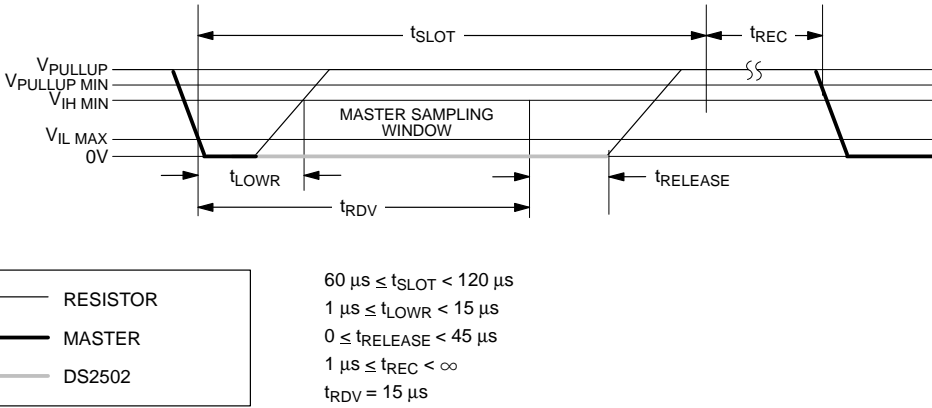 tSLOT
tREC
VPULLUP
VPULLUP MIN
VIH MIN
MASTER SAMPLING
WINDOW
VIL MAX
0V
tLOWR
tRELEASE
tRDV
RESISTOR
MASTER
DS2502
60 µs ≤ tSLOT < 120 µs
1 µs ≤ tLOWR < 15 µs
0 ≤ tRELEASE < 45 µs
1 µs ≤ tREC < ∞
tRDV = 15 µs